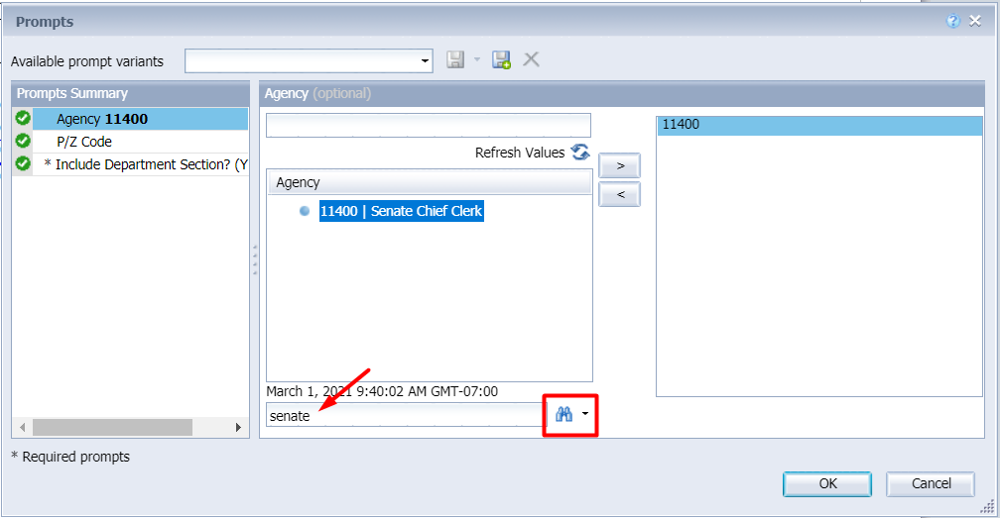 Prompts
Available prompt variants
Prompts Summary
Agency 11400
P/Z Code
* Include Department Section? (Y
Agency (optional)
Refresh Values
>
<
Agency
11400 | Senate Chief Clerk
11400
March 1, 2021 9:40:02 AM GMT-07:00
senate
* Required prompts
OK
Cancel